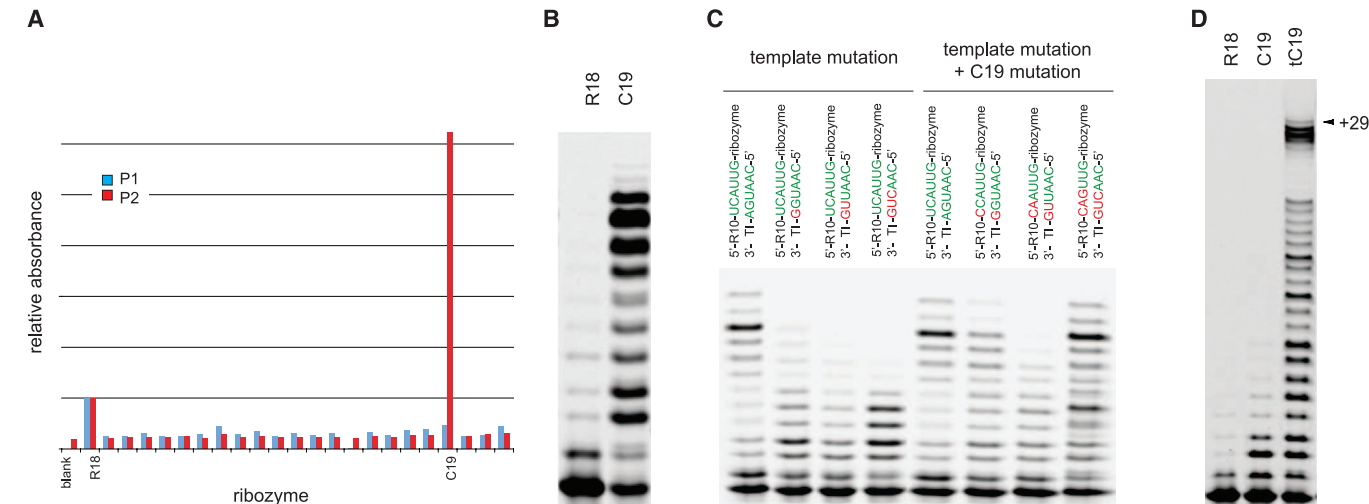 A
relative absorbance
P1
P2
blank
R18
C19
ribozyme
B
R18
C19
C
template mutation
template mutation
+ C19 mutation
5'-R10-UCAUUG-ribozyme
3'- TI-AGUAAC-5'
5'-R10-UCAUUG-ribozyme
3'- TI-GGUAAC-5'
5'-R10-UCAUUG-ribozyme
3'- TI-GUUAAC-5'
5'-R10-UCAUUG-ribozyme
3'- TI-GUCAAC-5'
5'-R10-UCAUUG-ribozyme
3'- TI-AGUAAC-5'
5'-R10-CCAUUG-ribozyme
3'- TI-GGUAAC-5'
5'-R10-CAAUUG-ribozyme
3'- TI-GUUAAC-5'
5'-R10-CAGUUG-ribozyme
3'- TI-GUCAAC-5'
D
R18
C19
tC19
+29